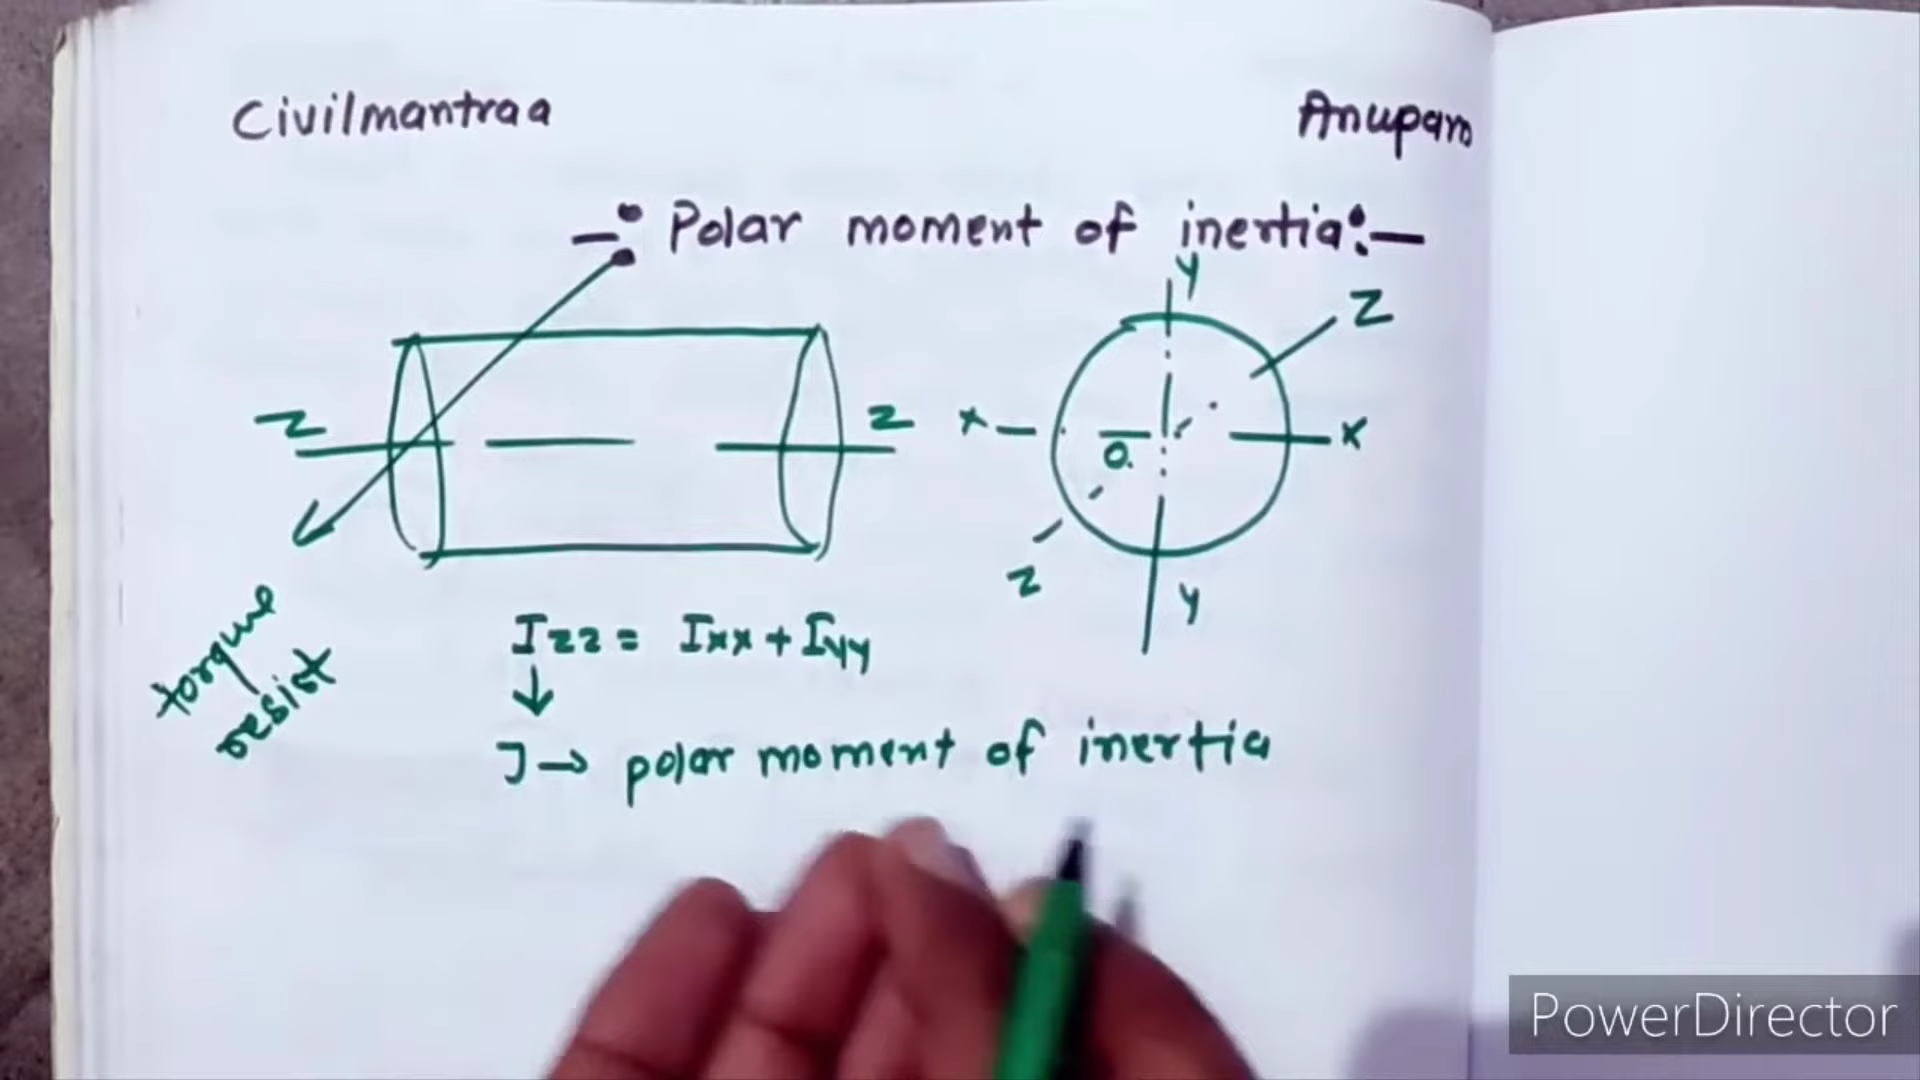 Civilmantraa
Anupam
Polar moment of inertia:—
Y
Z
Z
Z
X
X
O.
Z
Y
torque
resist
Izz = Ixx + Iyy
↓
J → polar moment of inertia
PowerDirector